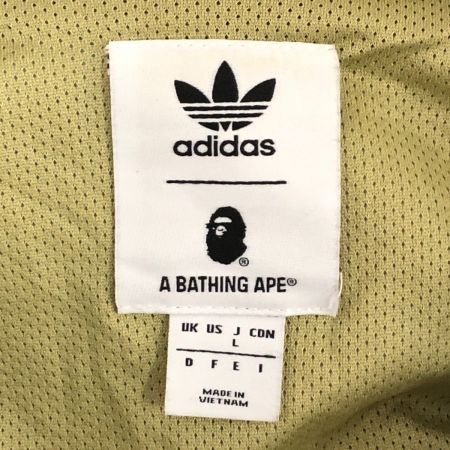 adidas
®
A BATHING APE®
UK US J CDN
L
D F E I
MADE IN
VIETNAM